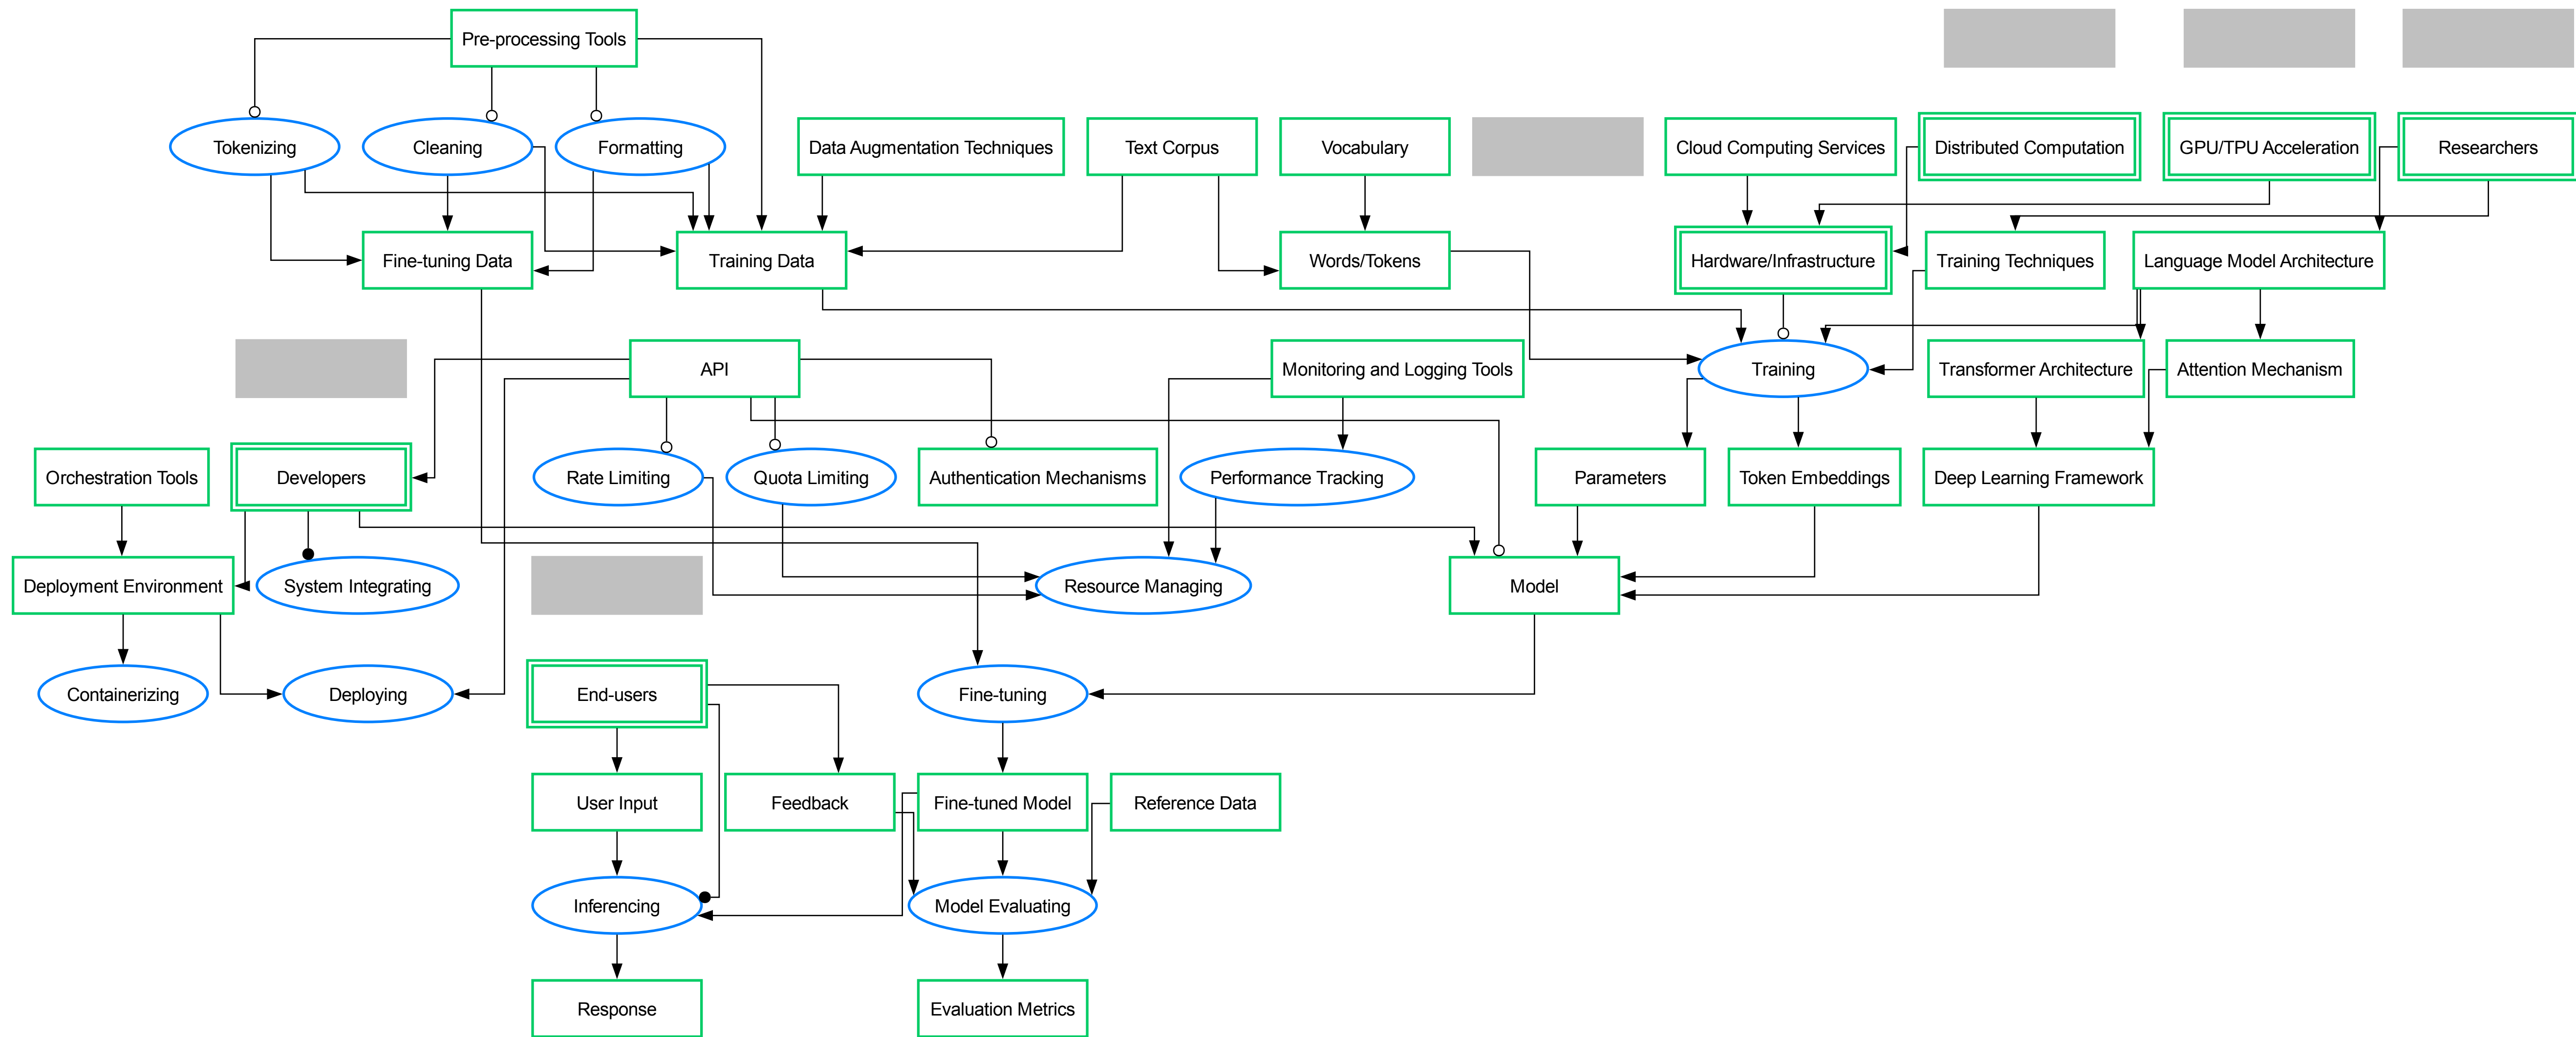 Pre-processing Tools
Tokenizing
Cleaning
Formatting
Data Augmentation Techniques
Text Corpus
Vocabulary
Cloud Computing Services
Distributed Computation
GPU/TPU Acceleration
Researchers
Fine-tuning Data
Training Data
Words/Tokens
Hardware/Infrastructure
Training Techniques
Language Model Architecture
API
Monitoring and Logging Tools
Training
Transformer Architecture
Attention Mechanism
Orchestration Tools
Developers
Rate Limiting
Quota Limiting
Authentication Mechanisms
Performance Tracking
Parameters
Token Embeddings
Deep Learning Framework
Deployment Environment
System Integrating
Resource Managing
Model
Containerizing
Deploying
End-users
Fine-tuning
User Input
Feedback
Fine-tuned Model
Reference Data
Inferencing
Model Evaluating
Response
Evaluation Metrics